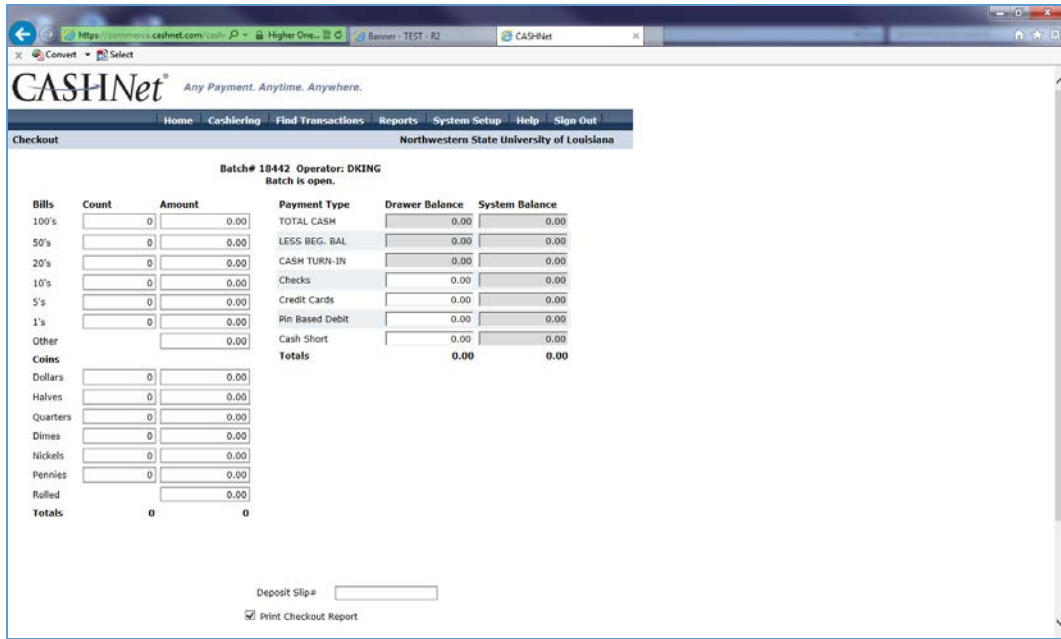 https://commerce.cashnet.com/cashi Higher One... Banner - TEST - R2 CASHNet
x Convert Select
CASHNet® Any Payment. Anytime. Anywhere.
Home Cashiering Find Transactions Reports System Setup Help Sign Out
Checkout Northwestern State University of Louisiana
Batch# 18442 Operator: DKING
Batch is open.
Bills Count Amount Payment Type Drawer Balance System Balance
100's 0 0.00 TOTAL CASH 0.00 0.00
50's 0 0.00 LESS BEG. BAL 0.00 0.00
20's 0 0.00 CASH TURN-IN 0.00 0.00
10's 0 0.00 Checks 0.00 0.00
5's 0 0.00 Credit Cards 0.00 0.00
1's 0 0.00 Pin Based Debit 0.00 0.00
Other 0.00 Cash Short 0.00 0.00
Coins Totals 0.00 0.00
Dollars 0 0.00
Halves 0 0.00
Quarters 0 0.00
Dimes 0 0.00
Nickels 0 0.00
Pennies 0 0.00
Rolled 0.00
Totals 0 0
Deposit Slip#
Print Checkout Report